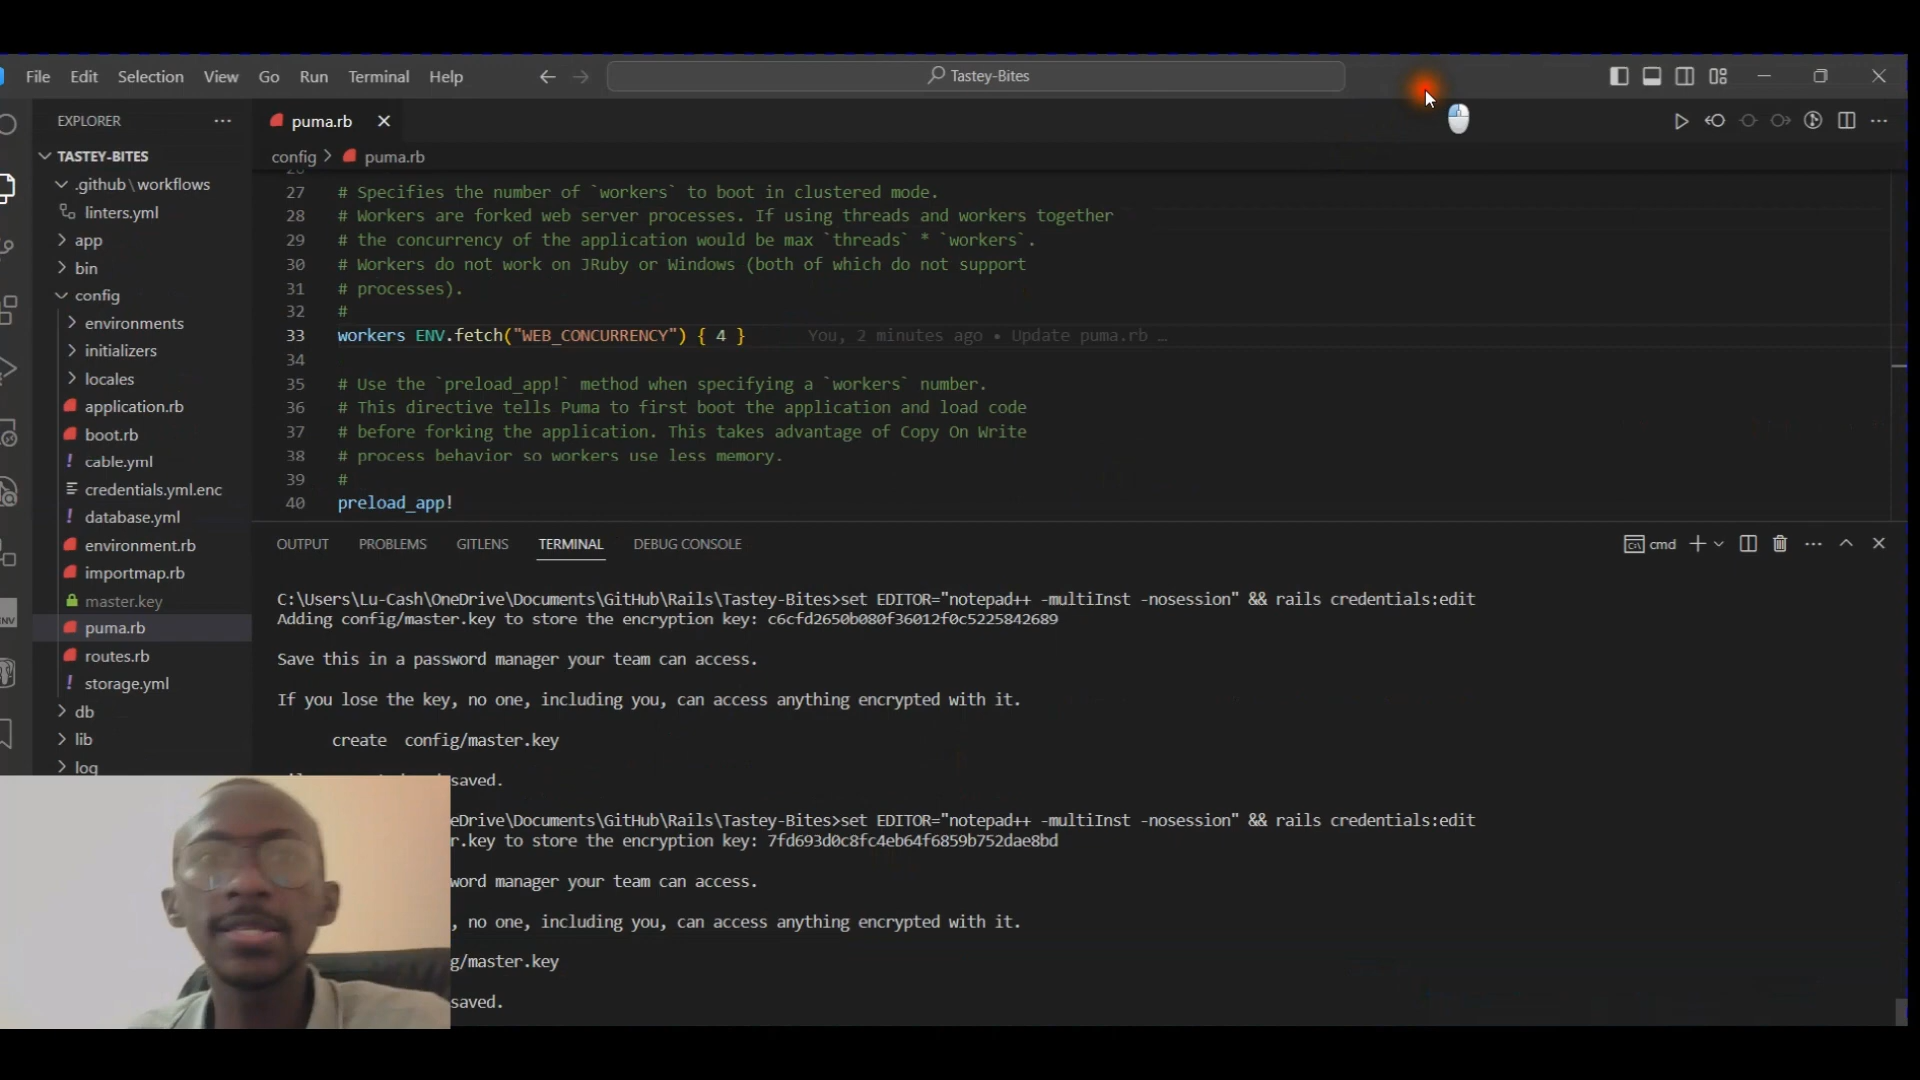 File Edit Selection View Go Run Terminal Help
Tastey-Bites
EXPLORER
TASTEY-BITES
.github\workflows
linters.yml
app
bin
config
environments
initializers
locales
application.rb
boot.rb
cable.yml
credentials.yml.enc
database.yml
environment.rb
importmap.rb
master.key
puma.rb
routes.rb
storage.yml
db
lib
log
puma.rb
config > puma.rb
27 # Specifies the number of `workers` to boot in clustered mode.
28 # Workers are forked web server processes. If using threads and workers together
29 # the concurrency of the application would be max `threads` * `workers`.
30 # Workers do not work on JRuby or Windows (both of which do not support
31 # processes).
32 #
33 workers ENV.fetch("WEB_CONCURRENCY") { 4 } You, 2 minutes ago • Update puma.rb …
34
35 # Use the `preload_app!` method when specifying a `workers` number.
36 # This directive tells Puma to first boot the application and load code
37 # before forking the application. This takes advantage of Copy On Write
38 # process behavior so workers use less memory.
39 #
40 preload_app!
OUTPUT PROBLEMS GITLENS TERMINAL DEBUG CONSOLE
cmd
C:\Users\Lu-Cash\OneDrive\Documents\GitHub\Rails\Tastey-Bites>set EDITOR="notepad++ -multiInst -nosession" && rails credentials:edit
Adding config/master.key to store the encryption key: c6cfd2650b080f36012f0c5225842689
Save this in a password manager your team can access.
If you lose the key, no one, including you, can access anything encrypted with it.
create config/master.key
saved.
eDrive\Documents\GitHub\Rails\Tastey-Bites>set EDITOR="notepad++ -multiInst -nosession" && rails credentials:edit
r.key to store the encryption key: 7fd693d0c8fc4eb64f6859b752dae8bd
word manager your team can access.
, no one, including you, can access anything encrypted with it.
g/master.key
saved.